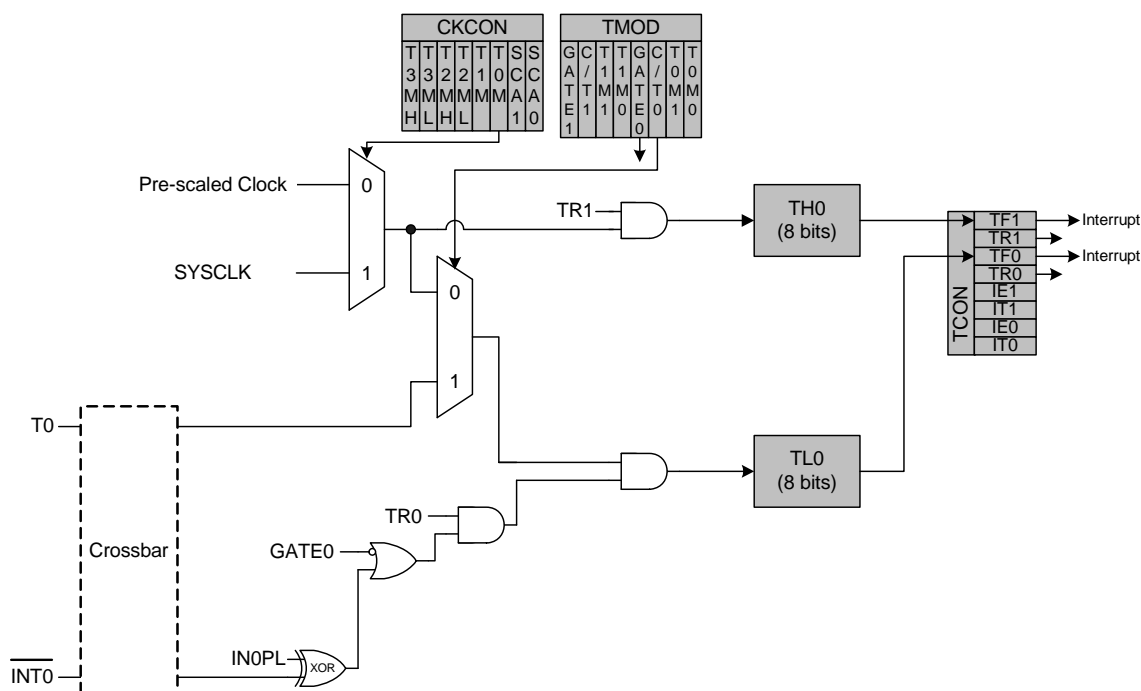 CKCON
T3MH
T3ML
T2MH
T2ML
T1M
T0M
SCA1
SCA0
TMOD
GATE1
C/T1
T1M1
T1M0
GATE0
C/T0
T0M1
T0M0
Pre-scaled Clock
0
SYSCLK
1
TR1
TH0
(8 bits)
TCON
TF1
TR1
TF0
TR0
IE1
IT1
IE0
IT0
Interrupt
Interrupt
0
1
T0
Crossbar
TL0
(8 bits)
TR0
GATE0
IN0PL
XOR
INT0